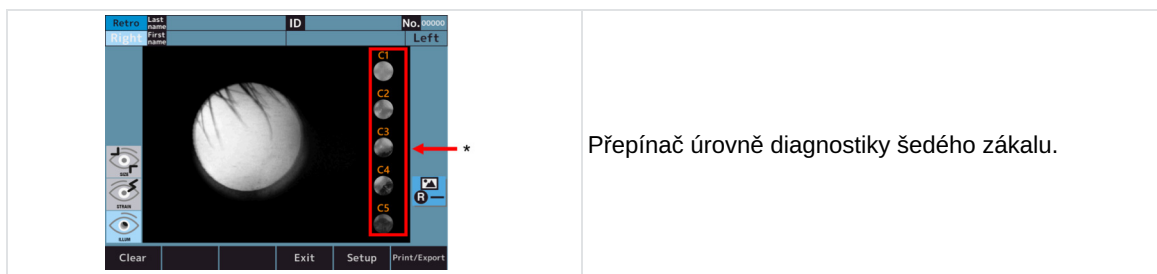 Retro Last name ID No. 00000
Right First name Left
C1
C2
C3
C4
C5
*
SIZE
STRAIN
R
ILLUM
Clear Exit Setup Print/Export
Přepínač úrovně diagnostiky šedého zákalu.